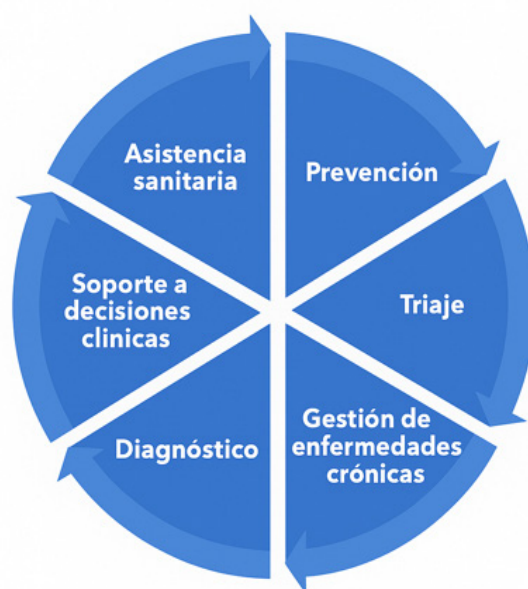 Asistencia
sanitaria
Prevención
Soporte a
decisiones
clinicas
Triaje
Diagnóstico
Gestión de
enfermedades
crónicas